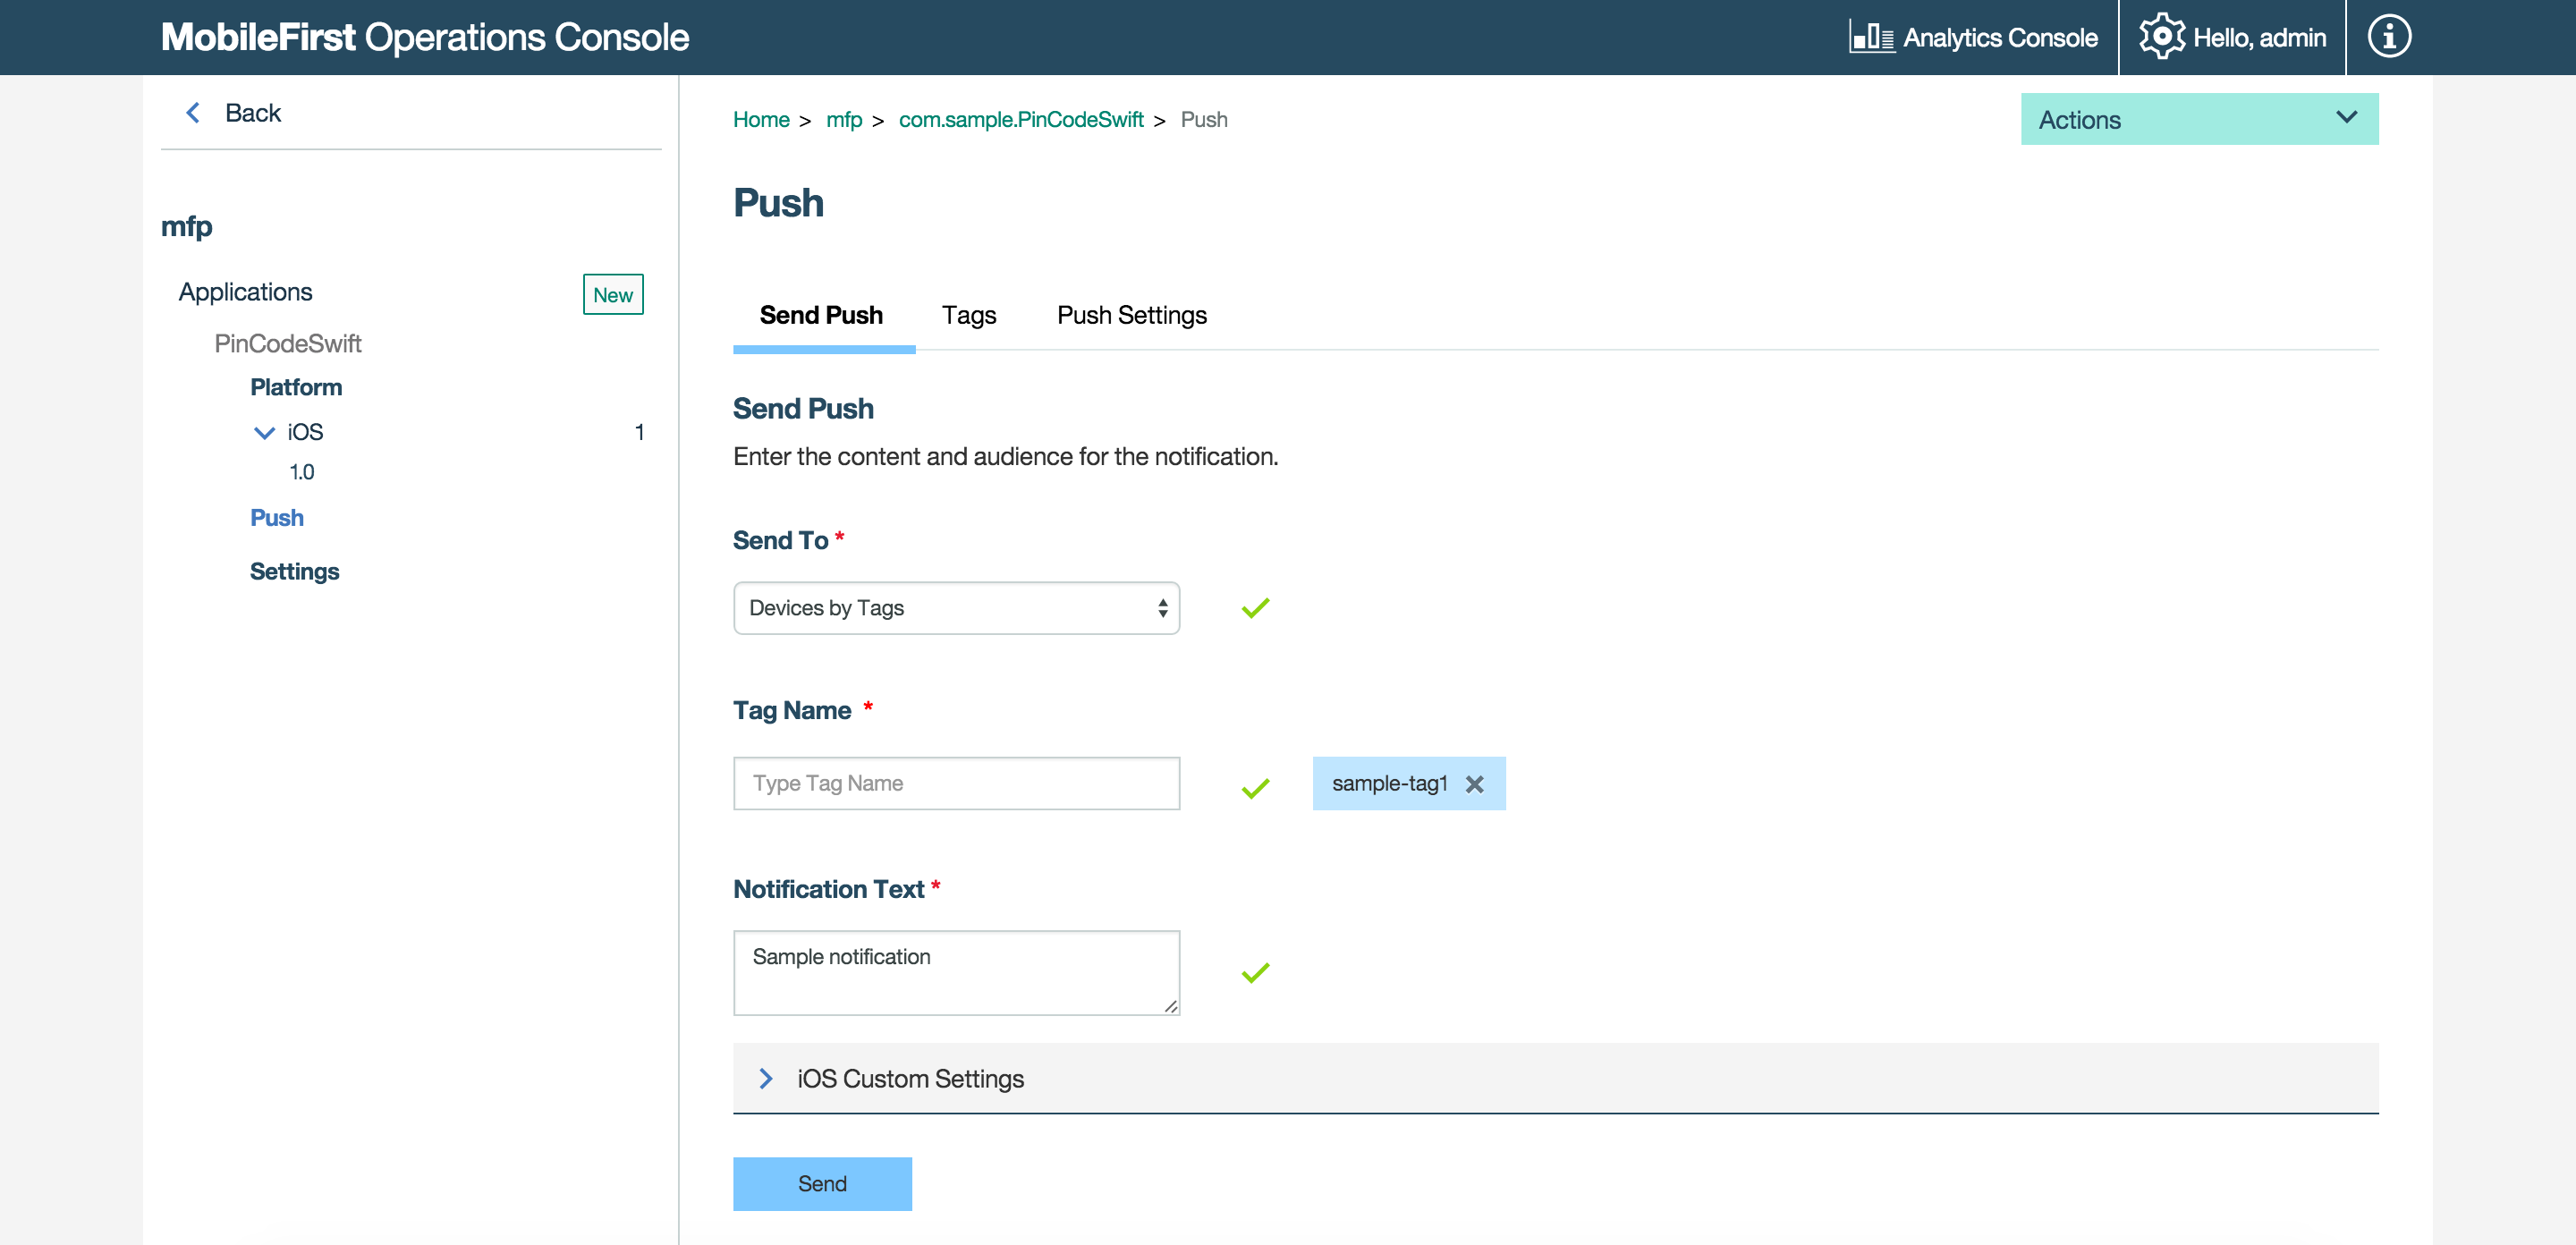 MobileFirst Operations Console
Analytics Console
Hello, admin
Back
mfp
Applications
New
PinCodeSwift
Platform
iOS
1
1.0
Push
Settings
Home > mfp > com.sample.PinCodeSwift > Push
Actions
Push
Send Push
Tags
Push Settings
Send Push
Enter the content and audience for the notification.
Send To *
Devices by Tags
Tag Name *
Type Tag Name
sample-tag1
Notification Text *
Sample notification
iOS Custom Settings
Send